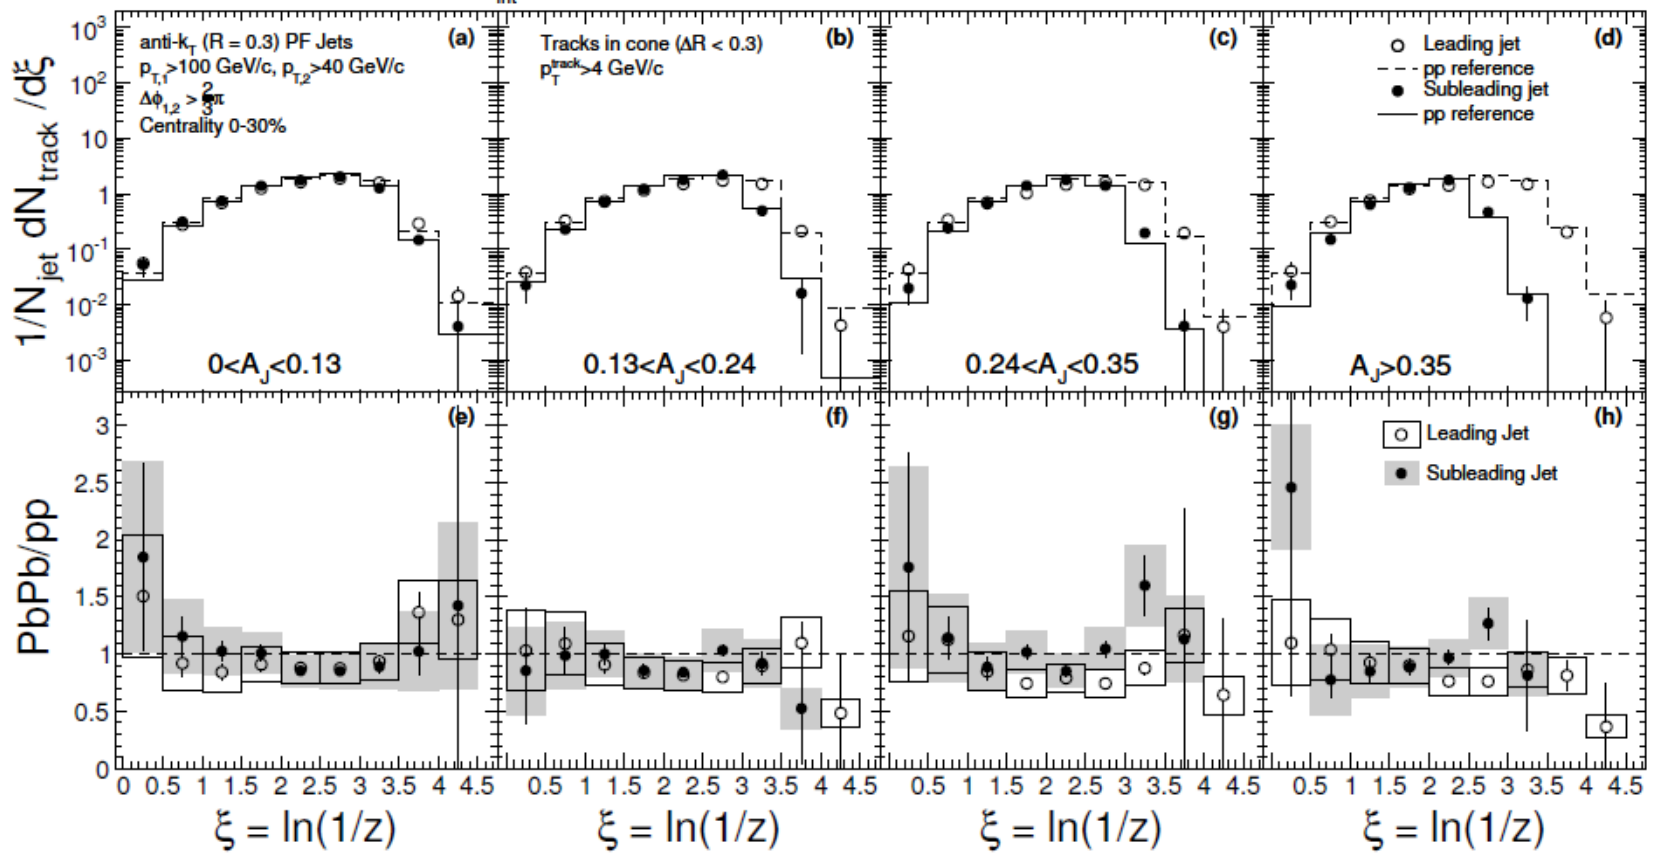 int
(a)
anti-k_T (R = 0.3) PF Jets
p_T,1>100 GeV/c, p_T,2>40 GeV/c
Δϕ_1,2 > 2/3 π
Centrality 0-30%
0<A_J<0.13
(b)
Tracks in cone (ΔR < 0.3)
p_T^track>4 GeV/c
0.13<A_J<0.24
(c)
0.24<A_J<0.35
(d)
Leading jet
pp reference
Subleading jet
pp reference
A_J>0.35
1/N_jet dN_track /dξ
10^3
10^2
10
1
10^-1
10^-2
10^-3
(e)
(f)
(g)
(h)
Leading Jet
Subleading Jet
PbPb/pp
3
2.5
2
1.5
1
0.5
0
0 0.5 1 1.5 2 2.5 3 3.5 4 4.5
0.5 1 1.5 2 2.5 3 3.5 4 4.5
0.5 1 1.5 2 2.5 3 3.5 4 4.5
0.5 1 1.5 2 2.5 3 3.5 4 4.5
ξ = ln(1/z)
ξ = ln(1/z)
ξ = ln(1/z)
ξ = ln(1/z)